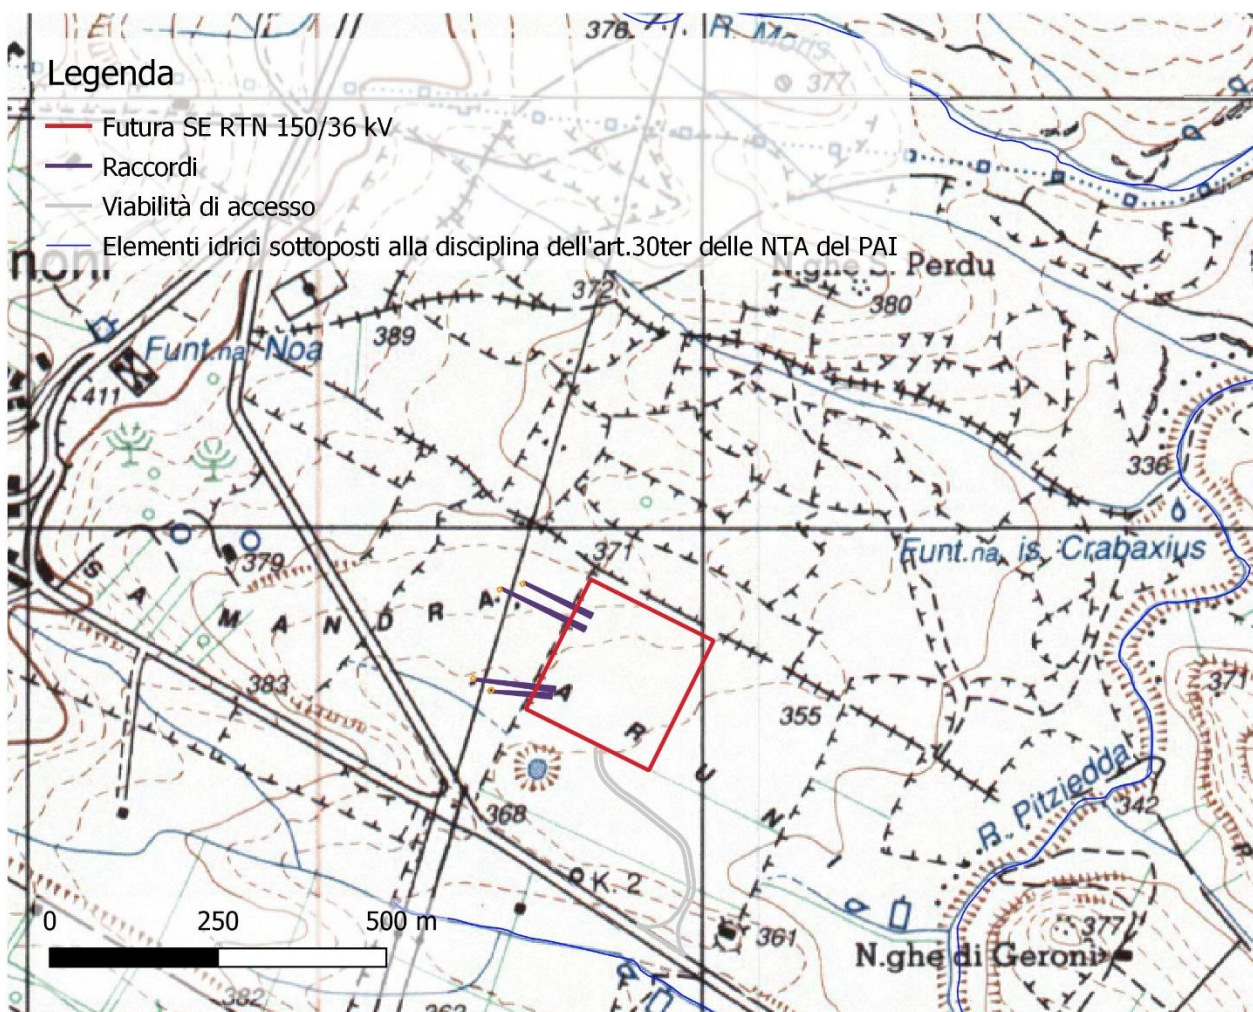 378
R. Moris
Legenda
377
Futura SE RTN 150/36 kV
Raccordi
Viabilità di accesso
Elementi idrici sottoposti alla disciplina dell'art.30ter delle NTA del PAI
N.ghe S. Perdu
372
380
389
Funt.na Noa
411
336
371
Funt.na is Crabaxius
379
SA MANDRA
A R U N
383
371
355
R. Pitziedda
342
368
K 2
0 250 500 m
361
377
N.ghe di Geroni
382